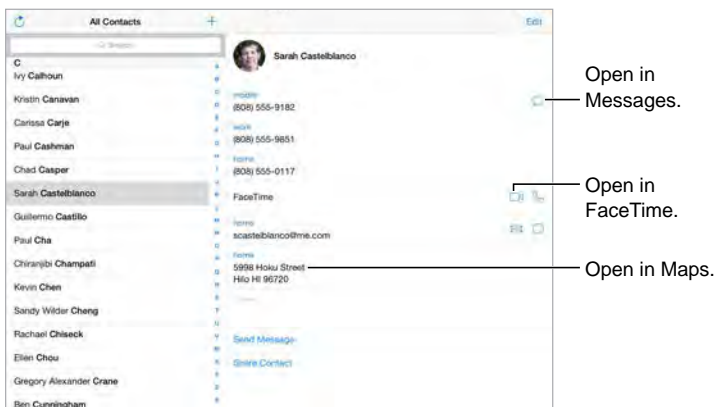 All Contacts
+
Edit
Search
C
Ivy Calhoun
Kristin Canavan
Carissa Carje
Paul Cashman
Chad Casper
Sarah Castelblanco
Guillermo Castillo
Paul Cha
Chiranjibi Champati
Kevin Chen
Sandy Wilder Cheng
Rachael Chiseck
Ellen Chou
Gregory Alexander Crane
Ben Cunningham
Sarah Castelblanco
mobile
(808) 555-9182
work
(808) 555-9851
home
(808) 555-0117
FaceTime
home
scastelblanco@me.com
home
5998 Hoku Street
Hilo HI 96720
Send Message
Share Contact
Open in
Messages.
Open in
FaceTime.
Open in Maps.